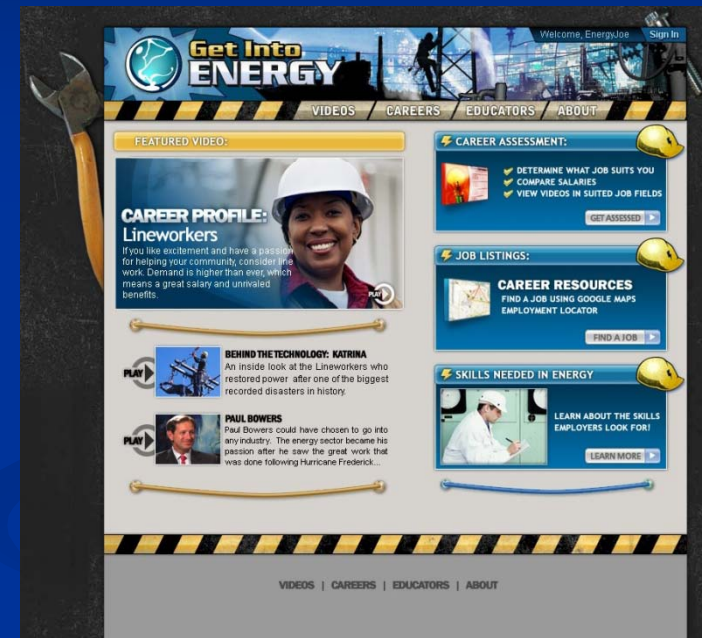 Welcome, EnergyJoe Sign In
Get Into
ENERGY
VIDEOS / CAREERS / EDUCATORS / ABOUT
FEATURED VIDEO:
CAREER PROFILE:
Lineworkers
If you like excitement and have a passion
for helping your community, consider line
work. Demand is higher than ever, which
means a great salary and unrivaled
benefits.
PLAY
PLAY
BEHIND THE TECHNOLOGY: KATRINA
An inside look at the Lineworkers who
restored power after one of the biggest
recorded disasters in history.
PLAY
PAUL BOWERS
Paul Bowers could have chosen to go into
any industry. The energy sector became his
passion after he saw the great work that
was done following Hurricane Frederick...
CAREER ASSESSMENT:
DETERMINE WHAT JOB SUITS YOU
COMPARE SALARIES
VIEW VIDEOS IN SUITED JOB FIELDS
GET ASSESSED
JOB LISTINGS:
CAREER RESOURCES
FIND A JOB USING GOOGLE MAPS
EMPLOYMENT LOCATOR
FIND A JOB
SKILLS NEEDED IN ENERGY
LEARN ABOUT THE SKILLS
EMPLOYERS LOOK FOR!
LEARN MORE
VIDEOS | CAREERS | EDUCATORS | ABOUT